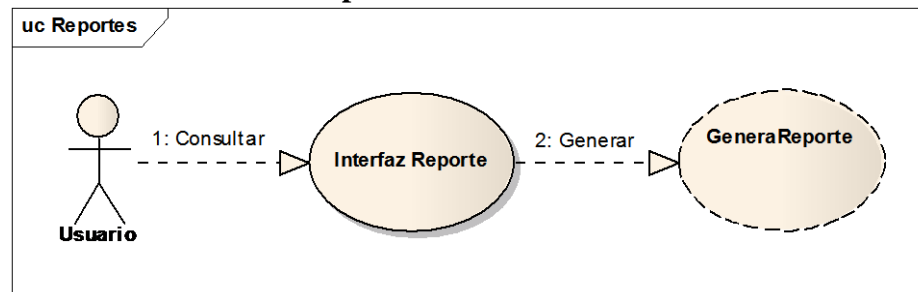 uc Reportes
1: Consultar
Interfaz Reporte
2: Generar
GeneraReporte
Usuario